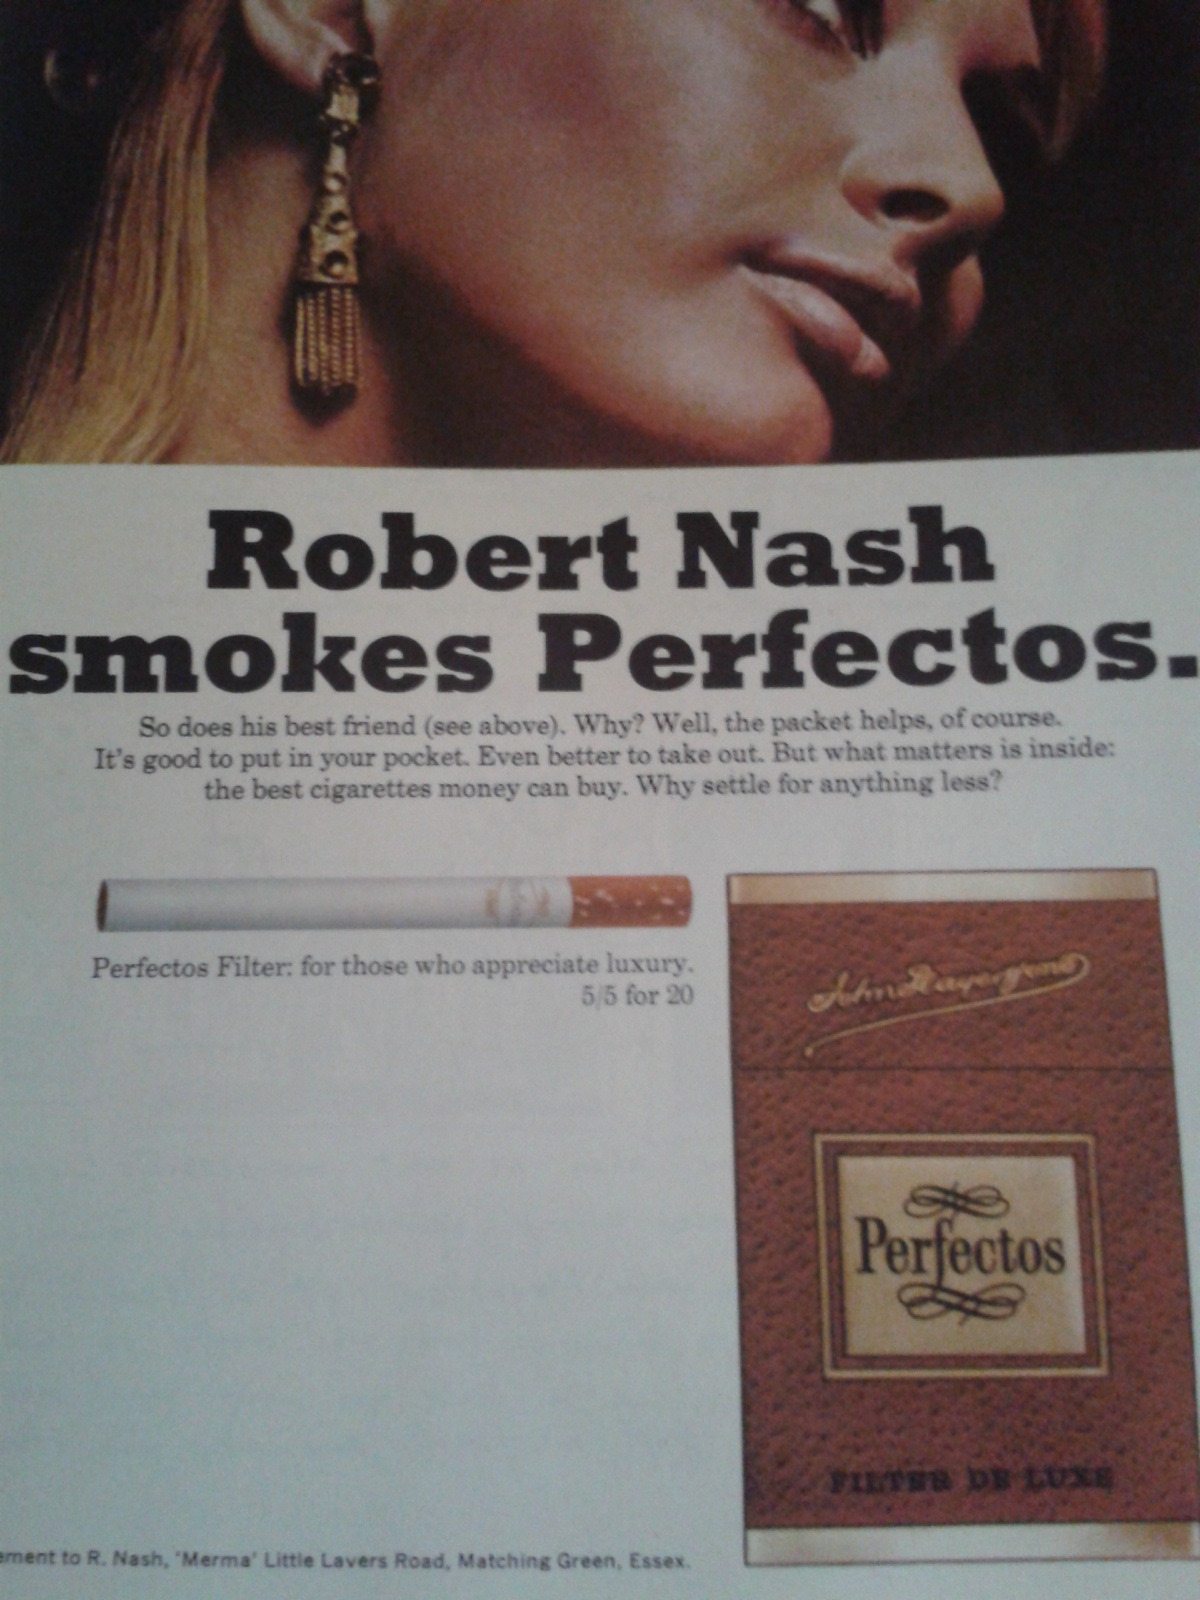 Robert Nash
smokes Perfectos.
So does his best friend (see above). Why? Well, the packet helps, of course.
It's good to put in your pocket. Even better to take out. But what matters is inside:
the best cigarettes money can buy. Why settle for anything less?
Perfectos Filter: for those who appreciate luxury.
5/5 for 20
John Player
Perfectos
FILTER DE LUXE
ement to R. Nash, 'Merma' Little Lavers Road, Matching Green, Essex.